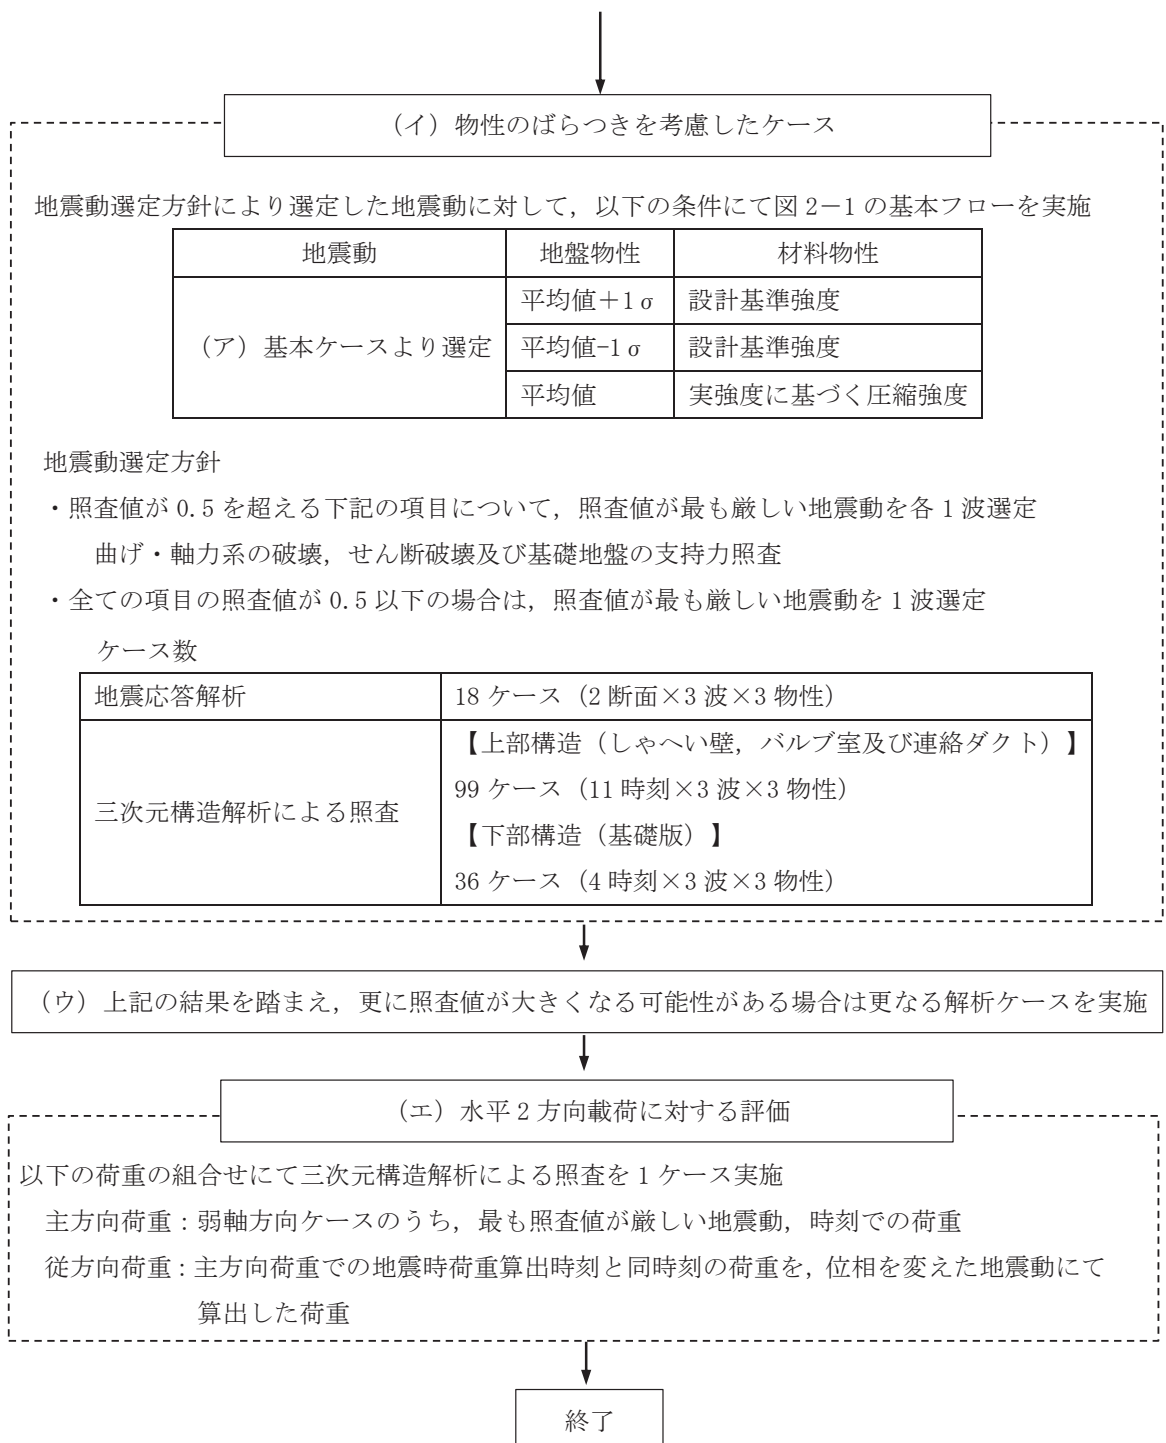 （イ）物性のばらつきを考慮したケース
地震動選定方針により選定した地震動に対して，以下の条件にて図 2－1 の基本フローを実施
地震動 地盤物性 材料物性
（ア）基本ケースより選定 平均値＋1σ 設計基準強度
平均値-1σ 設計基準強度
平均値 実強度に基づく圧縮強度
地震動選定方針
・照査値が 0.5 を超える下記の項目について，照査値が最も厳しい地震動を各 1 波選定
曲げ・軸力系の破壊，せん断破壊及び基礎地盤の支持力照査
・全ての項目の照査値が 0.5 以下の場合は，照査値が最も厳しい地震動を 1 波選定
ケース数
地震応答解析 18 ケース（2 断面×3 波×3 物性）
三次元構造解析による照査 【上部構造（しゃへい壁，バルブ室及び連絡ダクト）】
99 ケース（11 時刻×3 波×3 物性）
【下部構造（基礎版）】
36 ケース（4 時刻×3 波×3 物性）
（ウ）上記の結果を踏まえ，更に照査値が大きくなる可能性がある場合は更なる解析ケースを実施
（エ）水平 2 方向載荷に対する評価
以下の荷重の組合せにて三次元構造解析による照査を 1 ケース実施
主方向荷重：弱軸方向ケースのうち，最も照査値が厳しい地震動，時刻での荷重
従方向荷重：主方向荷重での地震時荷重算出時刻と同時刻の荷重を，位相を変えた地震動にて
算出した荷重
終了